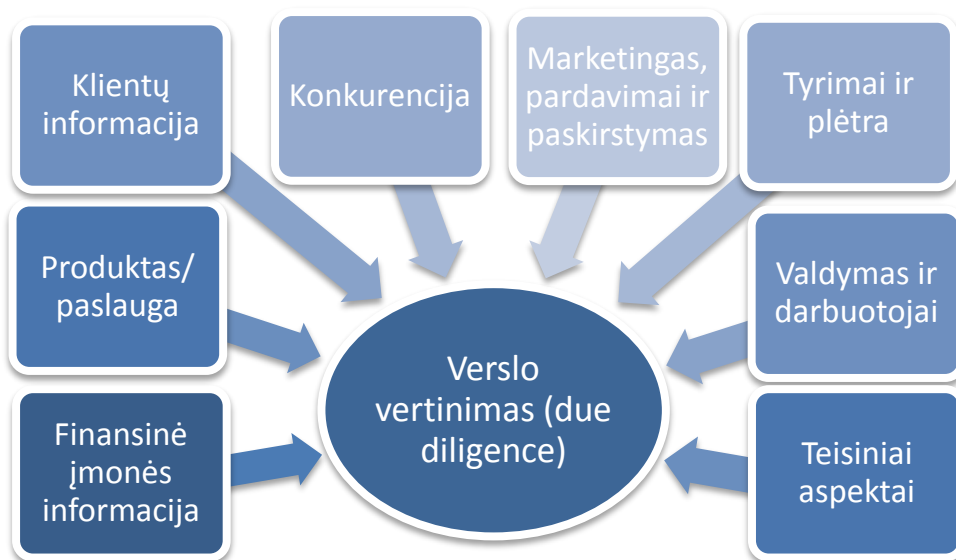 Klientų
informacija
Konkurencija
Marketingas,
pardavimai ir
paskirstymas
Tyrimai ir
plėtra
Produktas/
paslauga
Valdymas ir
darbuotojai
Verslo
vertinimas (due
diligence)
Finansinė
įmonės
informacija
Teisiniai
aspektai